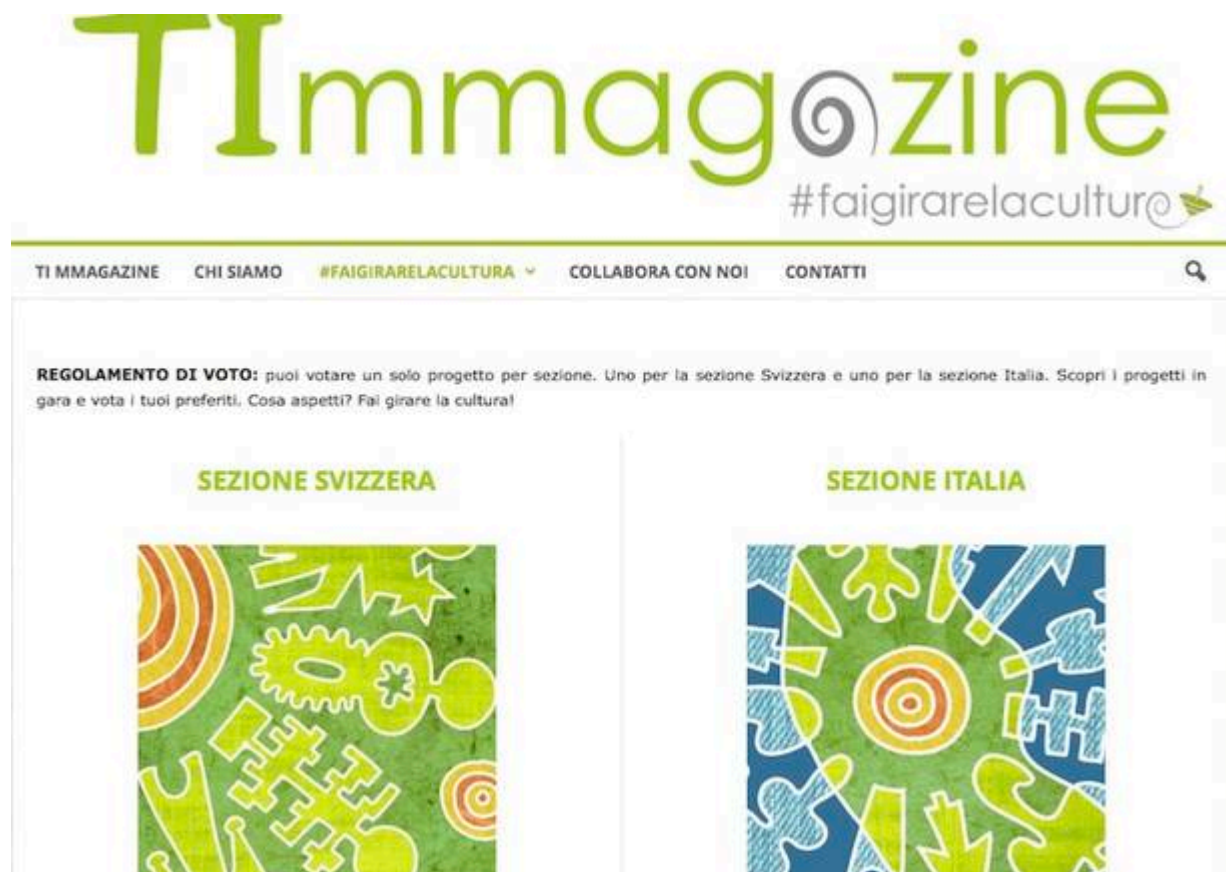 TImmagazine
#faigirarelacultura
TI MMAGAZINE CHI SIAMO #FAIGIRARELACULTURA COLLABORA CON NOI CONTATTI
REGOLAMENTO DI VOTO: puoi votare un solo progetto per sezione. Uno per la sezione Svizzera e uno per la sezione Italia. Scopri i progetti in
gara e vota i tuoi preferiti. Cosa aspetti? Fai girare la cultura!
SEZIONE SVIZZERA
SEZIONE ITALIA